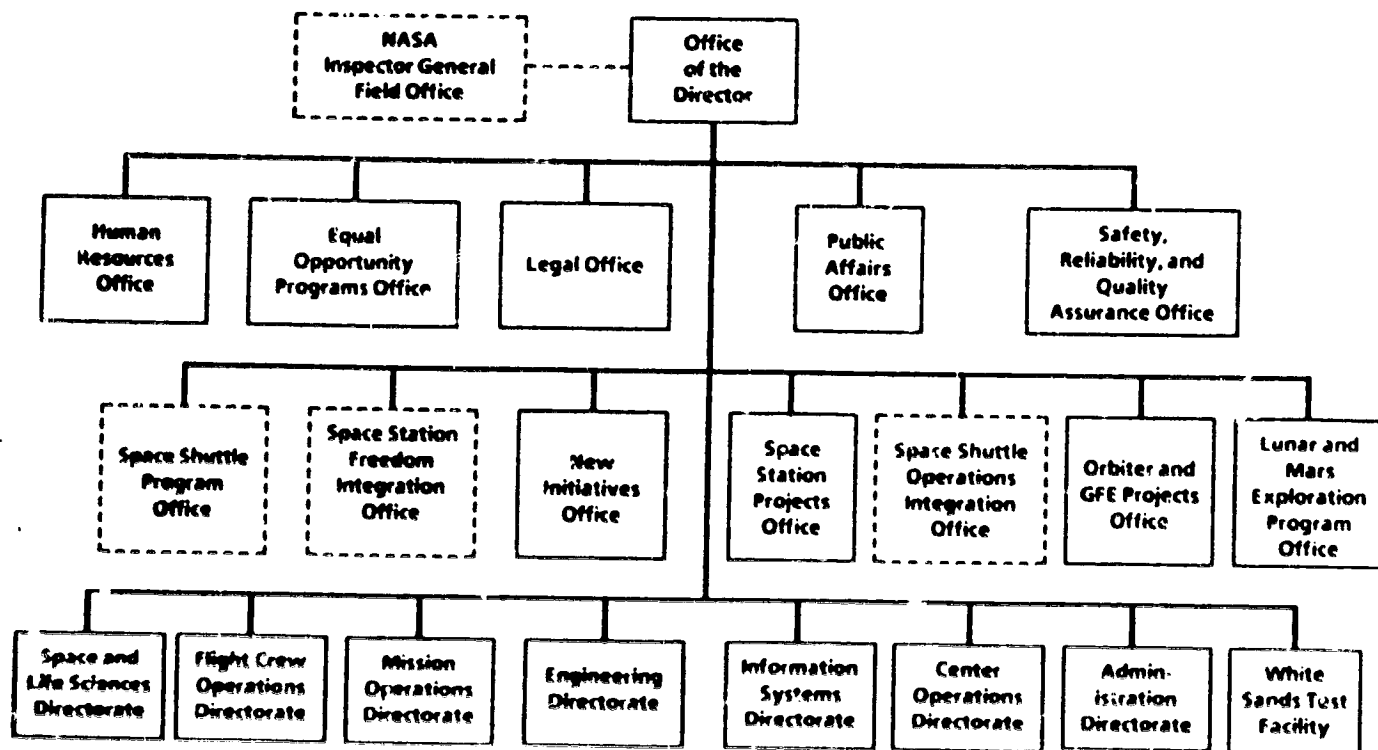 NASA
Inspector General
Field Office
Office
of the
Director
Human
Resources
Office
Equal
Opportunity
Programs Office
Legal Office
Public
Affairs
Office
Safety,
Reliability, and
Quality
Assurance Office
Space Shuttle
Program
Office
Space Station
Freedom
Integration
Office
New
Initiatives
Office
Space
Station
Projects
Office
Space Shuttle
Operations
Integration
Office
Orbiter and
GFE Projects
Office
Lunar and
Mars
Exploration
Program
Office
Space and
Life Sciences
Directorate
Flight Crew
Operations
Directorate
Mission
Operations
Directorate
Engineering
Directorate
Information
Systems
Directorate
Center
Operations
Directorate
Admin-
istration
Directorate
White
Sands Test
Facility